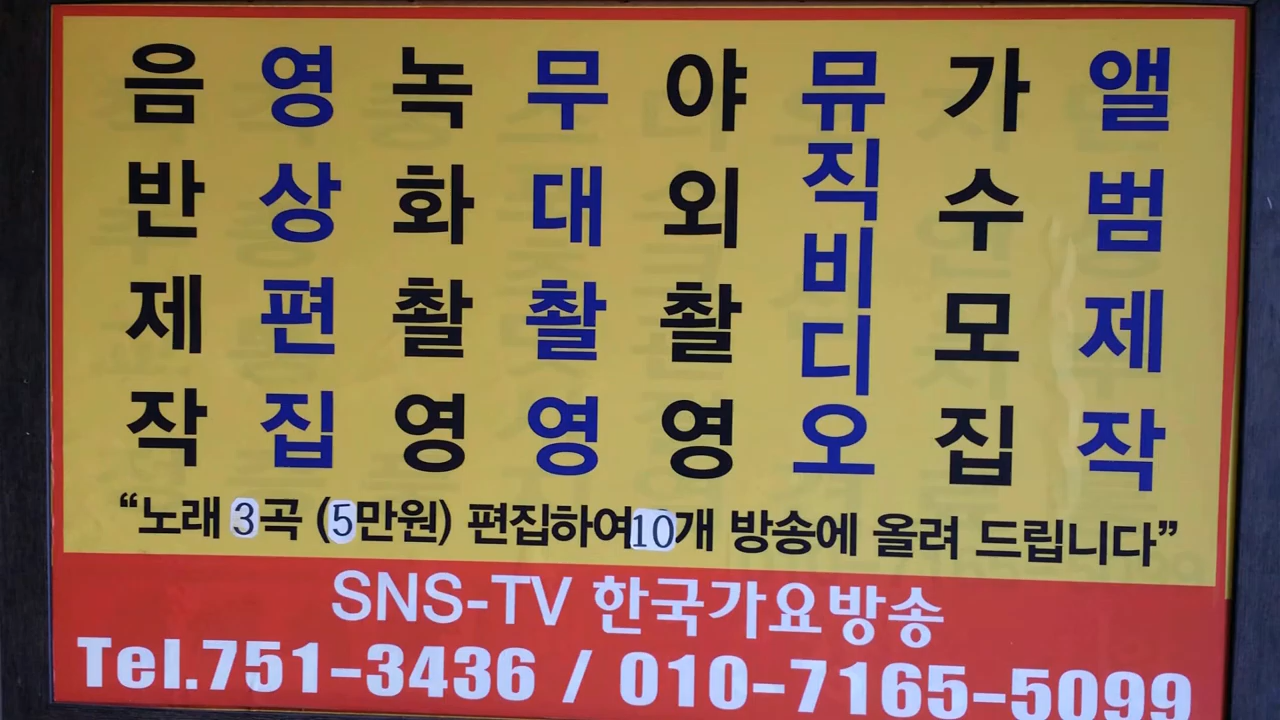 음반제작
영상편집
녹화촬영
무대촬영
야외촬영
뮤직비디오
가수모집
앨범제작
“노래 3곡 (5만원) 편집하여 10개 방송에 올려 드립니다”
SNS-TV 한국가요방송
Tel.751-3436 / 010-7165-5099